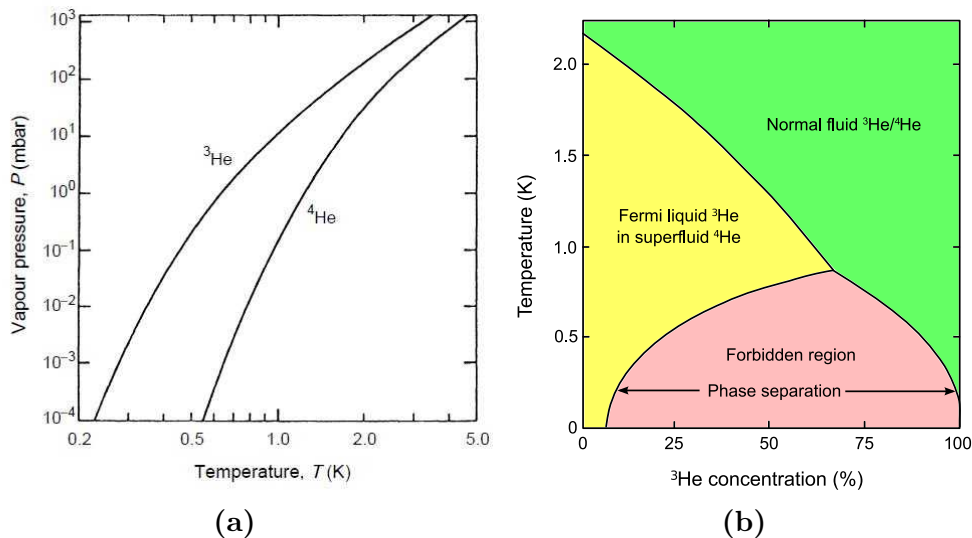 10³
10²
10¹
10⁰
10⁻¹
10⁻²
10⁻³
10⁻⁴
Vapour pressure, P (mbar)
³He
⁴He
0.2
0.5
1.0
2.0
5.0
Temperature, T (K)
(a)
2.0
1.5
1.0
0.5
0
Temperature (K)
Normal fluid ³He/⁴He
Fermi liquid ³He
in superfluid ⁴He
Forbidden region
Phase separation
0
25
50
75
100
³He concentration (%)
(b)